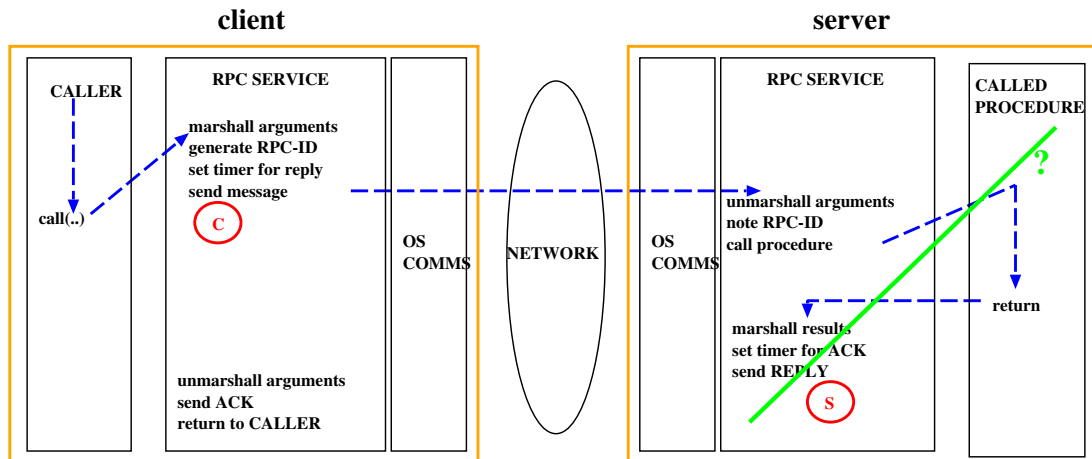 client
server
CALLER
RPC SERVICE
marshall arguments
generate RPC-ID
set timer for reply
send message
call(..)
C
OS
COMMS
unmarshall arguments
send ACK
return to CALLER
NETWORK
OS
COMMS
RPC SERVICE
unmarshall arguments
note RPC-ID
call procedure
marshall results
set timer for ACK
send REPLY
S
CALLED
PROCEDURE
?
return